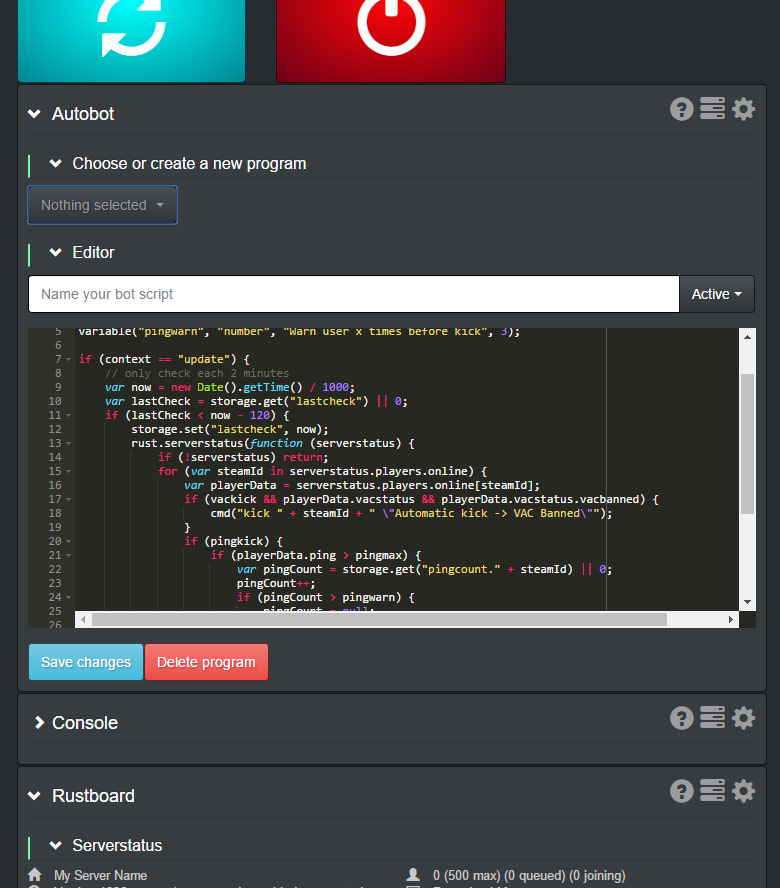 Autobot
Choose or create a new program
Nothing selected
Editor
Name your bot script
Active
5 variable("pingwarn", "number", "Warn user x times before kick", 3);
6
7 if (context == "update") {
8 // only check each 2 minutes
9 var now = new Date().getTime() / 1000;
10 var lastCheck = storage.get("lastcheck") || 0;
11 if (lastCheck < now - 120) {
12 storage.set("lastcheck", now);
13 rust.serverstatus(function (serverstatus) {
14 if (!serverstatus) return;
15 for (var steamId in serverstatus.players.online) {
16 var playerData = serverstatus.players.online[steamId];
17 if (vackick && playerData.vacstatus && playerData.vacstatus.vacbanned) {
18 cmd("kick " + steamId + " \"Automatic kick -> VAC Banned\"");
19 }
20 if (pingkick) {
21 if (playerData.ping > pingmax) {
22 var pingCount = storage.get("pingcount." + steamId) || 0;
23 pingCount++;
24 if (pingCount > pingwarn) {
25 pingCount = null;
26
Save changes Delete program
Console
Rustboard
Serverstatus
My Server Name 0 (500 max) (0 queued) (0 joining)